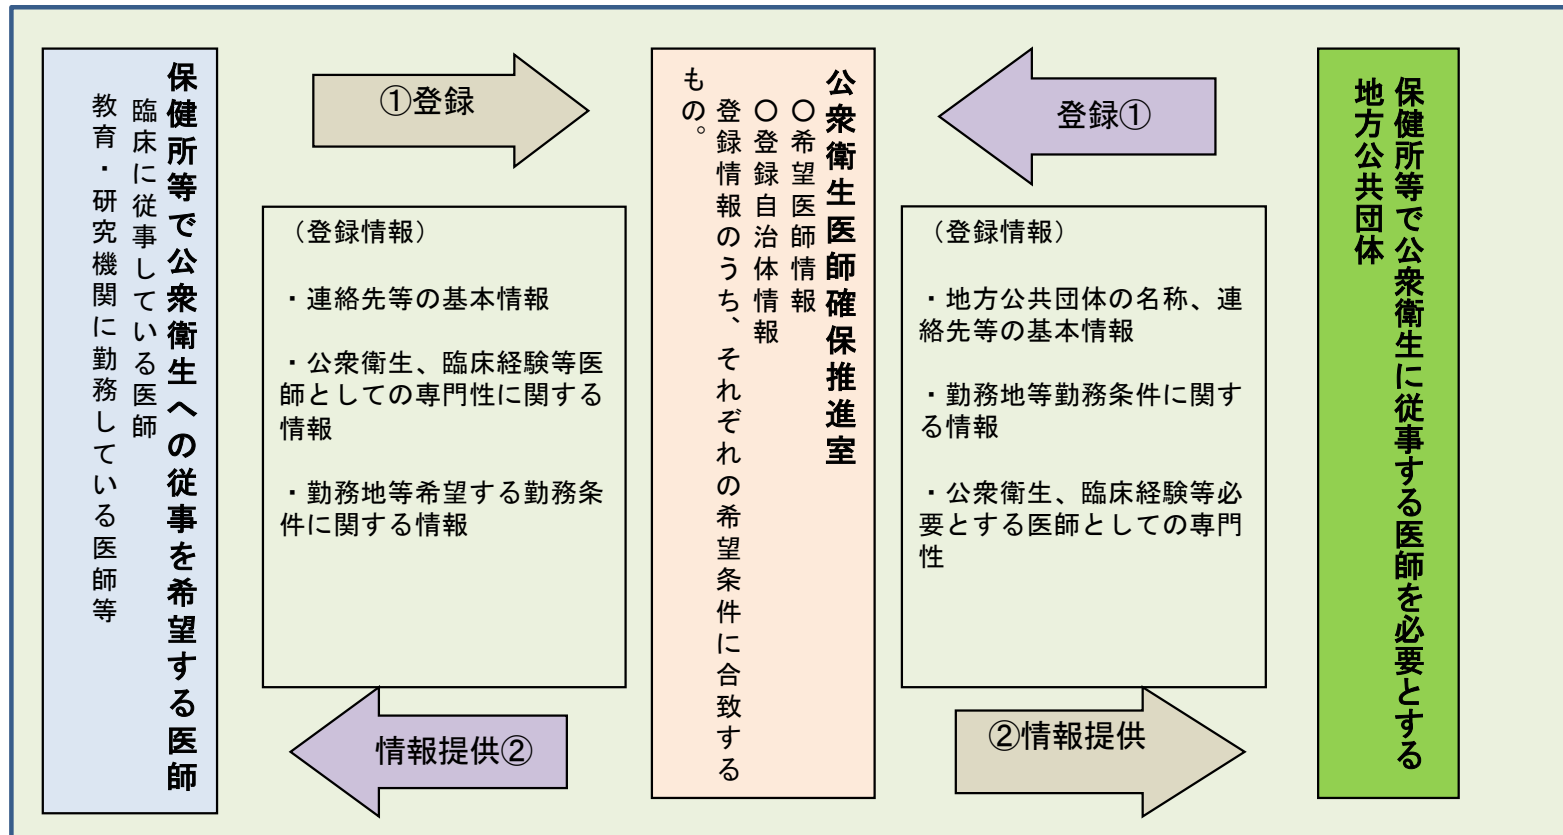 保健所等で公衆衛生への従事を希望する医師
臨床に従事している医師
教育・研究機関に勤務している医師等
①登録
（登録情報）
・連絡先等の基本情報
・公衆衛生、臨床経験等医
師としての専門性に関する
情報
・勤務地等希望する勤務条
件に関する情報
情報提供②
公衆衛生医師確保推進室
〇希望医師情報
〇登録自治体情報
登録情報のうち、それぞれの希望条件に合致する
もの。
登録①
（登録情報）
・地方公共団体の名称、連
絡先等の基本情報
・勤務地等勤務条件に関す
る情報
・公衆衛生、臨床経験等必
要とする医師としての専門
性
②情報提供
保健所等で公衆衛生に従事する医師を必要とする
地方公共団体